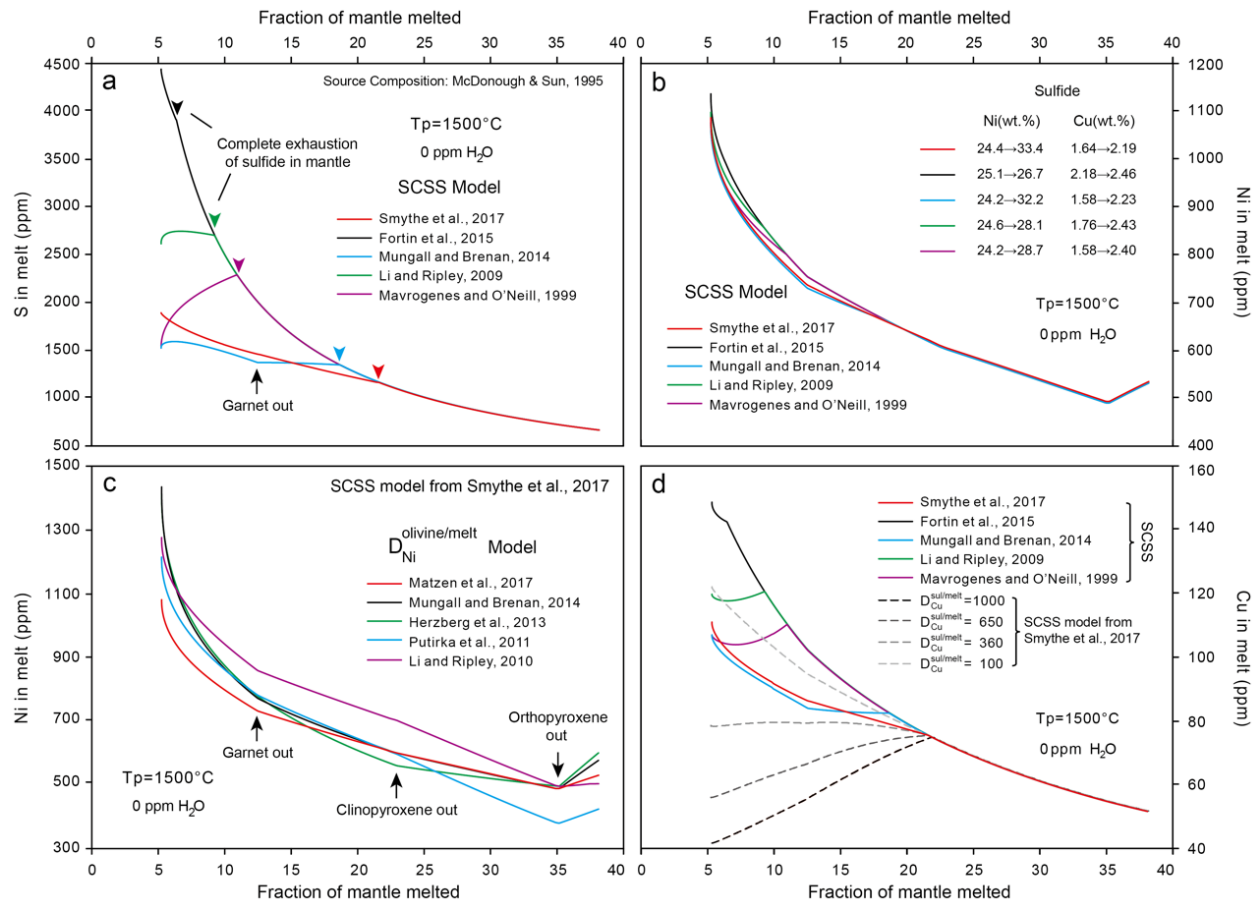 Fraction of mantle melted
0 5 10 15 20 25 30 35 40
4500
4000
3500
3000
2500
2000
1500
1000
500
S in melt (ppm)
a
Source Composition: McDonough & Sun, 1995
Complete exhaustion
of sulfide in mantle
Tp=1500°C
0 ppm H₂O
SCSS Model
Smythe et al., 2017
Fortin et al., 2015
Mungall and Brenan, 2014
Li and Ripley, 2009
Mavrogenes and O'Neill, 1999
Garnet out
Fraction of mantle melted
0 5 10 15 20 25 30 35 40
b
Sulfide
Ni(wt.%) Cu(wt.%)
24.4→33.4 1.64→2.19
25.1→26.7 2.18→2.46
24.2→32.2 1.58→2.23
24.6→28.1 1.76→2.43
24.2→28.7 1.58→2.40
SCSS Model
Smythe et al., 2017
Fortin et al., 2015
Mungall and Brenan, 2014
Li and Ripley, 2009
Mavrogenes and O'Neill, 1999
Tp=1500°C
0 ppm H₂O
1200
1100
1000
900
800
700
600
500
400
Ni in melt (ppm)
1500
1300
1100
900
700
500
300
Ni in melt (ppm)
c
SCSS model from Smythe et al., 2017
D olivine/melt Ni Model
Matzen et al., 2017
Mungall and Brenan, 2014
Herzberg et al., 2013
Putirka et al., 2011
Li and Ripley, 2010
Garnet out
Clinopyroxene out
Orthopyroxene
out
Tp=1500°C
0 ppm H₂O
0 5 10 15 20 25 30 35 40
Fraction of mantle melted
d
Smythe et al., 2017
Fortin et al., 2015
Mungall and Brenan, 2014
Li and Ripley, 2009
Mavrogenes and O'Neill, 1999
SCSS
D sul/melt Cu =1000
D sul/melt Cu = 650
D sul/melt Cu = 360
D sul/melt Cu = 100
SCSS model from
Smythe et al., 2017
Tp=1500°C
0 ppm H₂O
160
140
120
100
80
60
40
Cu in melt (ppm)
0 5 10 15 20 25 30 35 40
Fraction of mantle melted